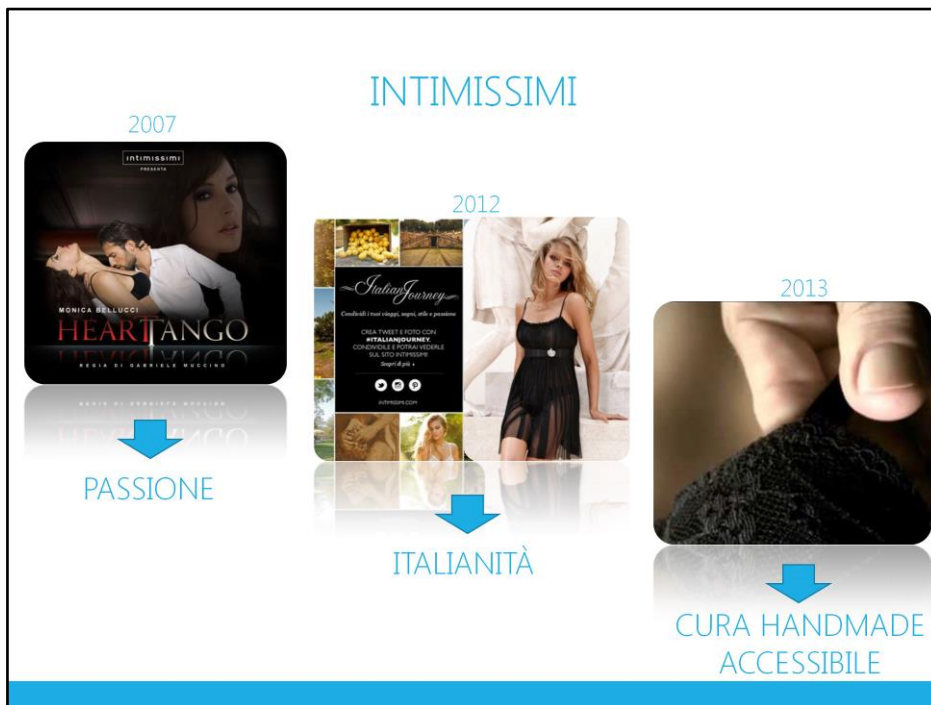 INTIMISSIMI
2007
intimissimi
PRESENTA
MONICA BELLUCCI
HEARTANGO
REGIA DI GABRIELE MUCCINO
PASSIONE
2012
Italian Journey
Condividi i tuoi viaggi, sogni, stile e passione
CREA TWEET E FOTO CON
#ITALIANJOURNEY.
CONDIVIDILE E POTRAI VEDERLE
SUL SITO INTIMISSIMI
Scopri di più
INTIMISSIMI.COM
ITALIANITÀ
2013
CURA HANDMADE
ACCESSIBILE